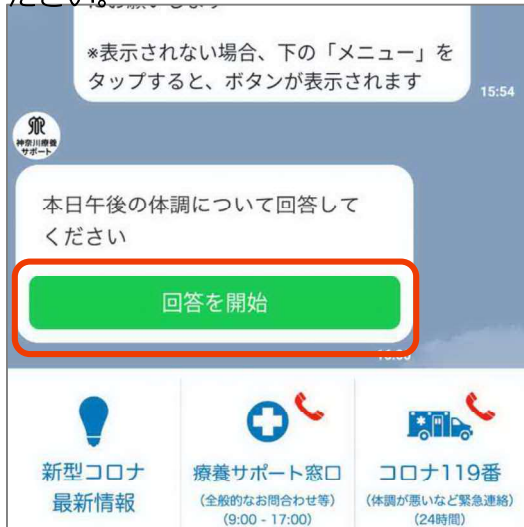 ださい。
※表示されない場合、下の「メニュー」を
タップすると、ボタンが表示されます
15:54
神奈川療養
サポート
本日午後の体調について回答して
ください
回答を開始
新型コロナ
最新情報
療養サポート窓口
(全般的なお問合わせ等)
(9:00 - 17:00)
コロナ119番
(体調が悪いなど緊急連絡)
(24時間)